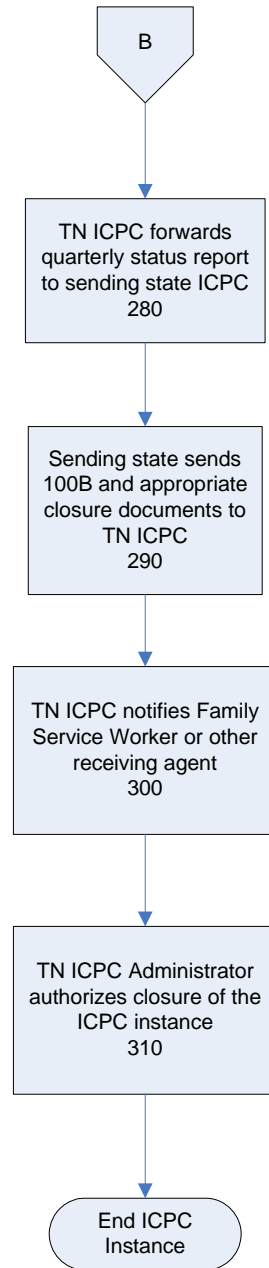 B
TN ICPC forwards
quarterly status report
to sending state ICPC
280
Sending state sends
100B and appropriate
closure documents to
TN ICPC
290
TN ICPC notifies Family
Service Worker or other
receiving agent
300
TN ICPC Administrator
authorizes closure of the
ICPC instance
310
End ICPC
Instance